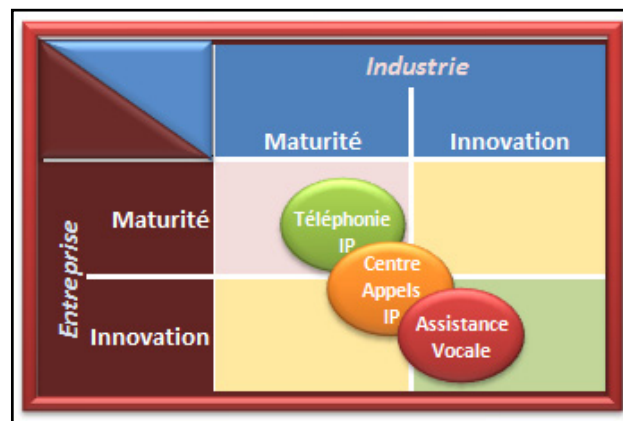 Industrie
Maturité
Innovation
Entreprise
Maturité
Innovation
Téléphonie
IP
Centre
Appels
IP
Assistance
Vocale